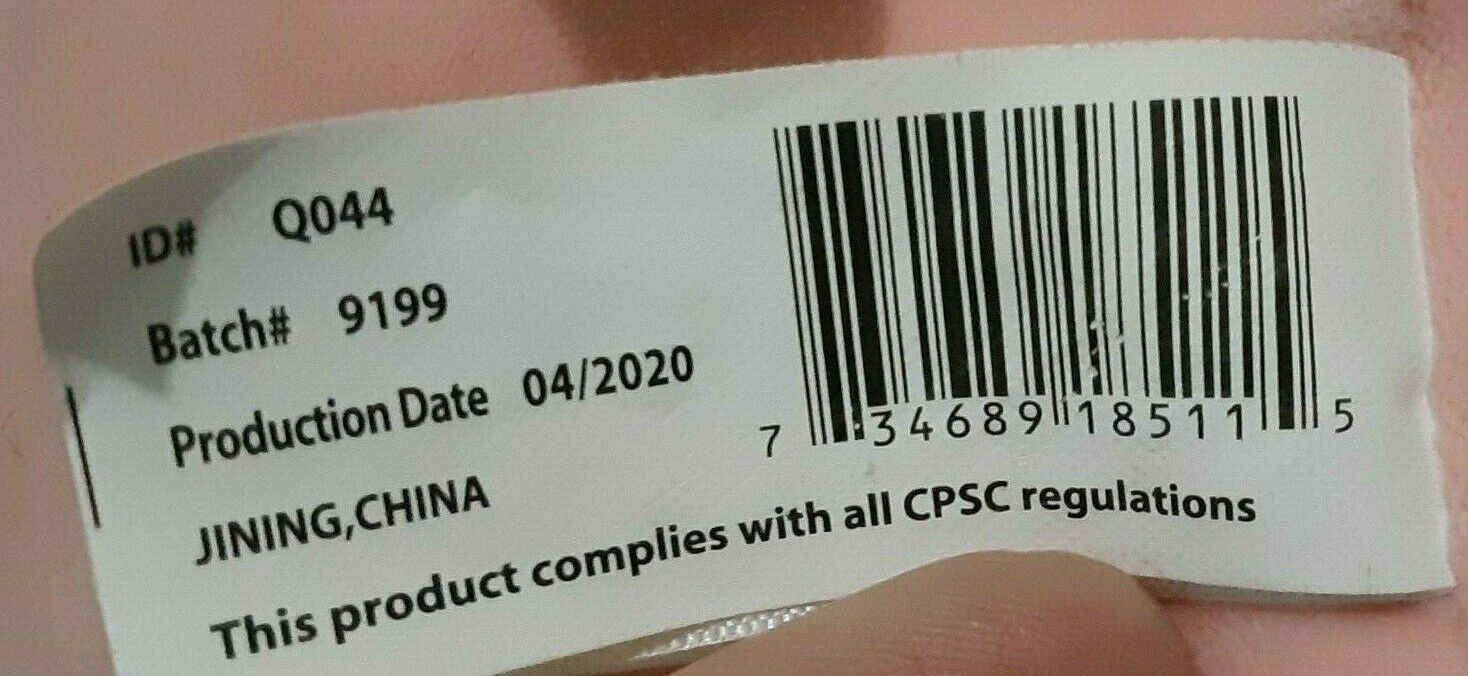 ID# Q044
Batch# 9199
Production Date 04/2020
JINING,CHINA
This product complies with all CPSC regulations
7 34689 18511 5